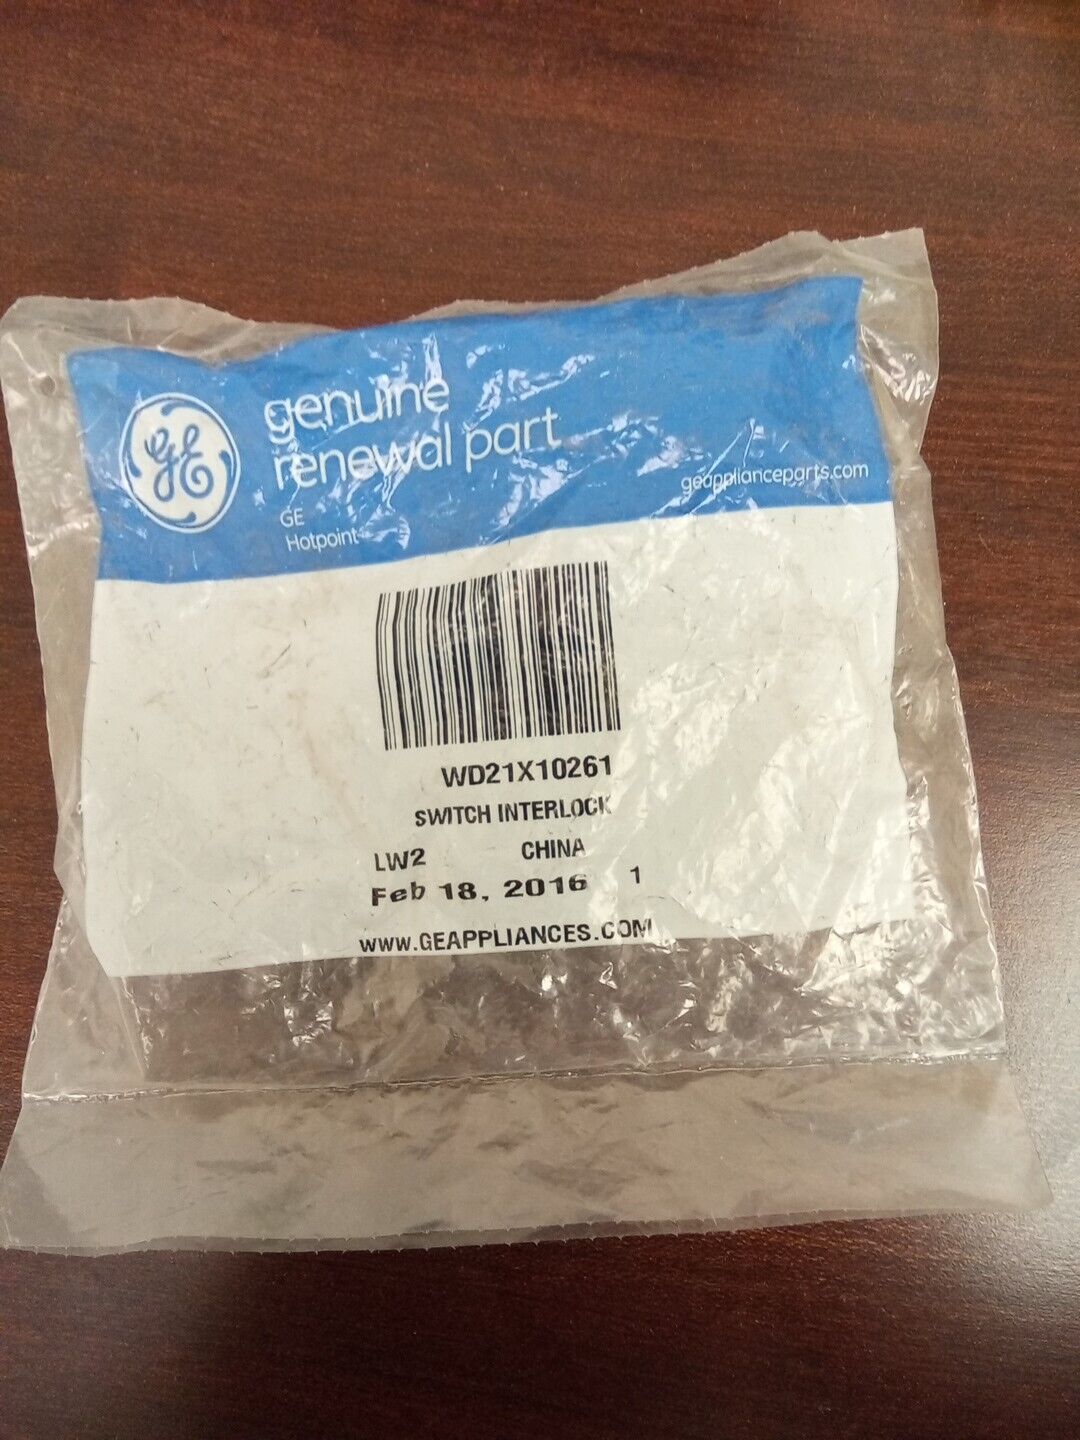 GE
genuine
renewal part
GE
Hotpoint
geapplianceparts.com
WD21X10261
SWITCH INTERLOCK
LW2 CHINA
Feb 18, 2016 1
WWW.GEAPPLIANCES.COM